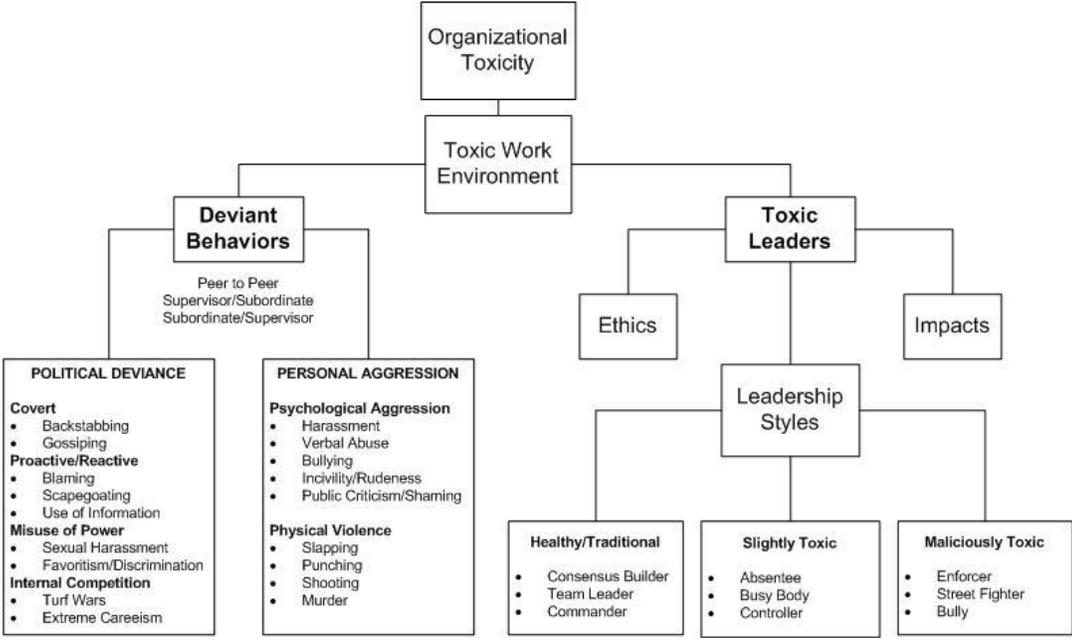 Organizational
Toxicity
Toxic Work
Environment
Deviant
Behaviors
Peer to Peer
Supervisor/Subordinate
Subordinate/Supervisor
POLITICAL DEVIANCE
Covert
• Backstabbing
• Gossiping
Proactive/Reactive
• Blaming
• Scapegoating
• Use of Information
Misuse of Power
• Sexual Harassment
• Favoritism/Discrimination
Internal Competition
• Turf Wars
• Extreme Careeism
PERSONAL AGGRESSION
Psychological Aggression
• Harassment
• Verbal Abuse
• Bullying
• Incivility/Rudeness
• Public Criticism/Shaming
Physical Violence
• Slapping
• Punching
• Shooting
• Murder
Toxic
Leaders
Ethics
Impacts
Leadership
Styles
Healthy/Traditional
• Consensus Builder
• Team Leader
• Commander
Slightly Toxic
• Absentee
• Busy Body
• Controller
Maliciously Toxic
• Enforcer
• Street Fighter
• Bully